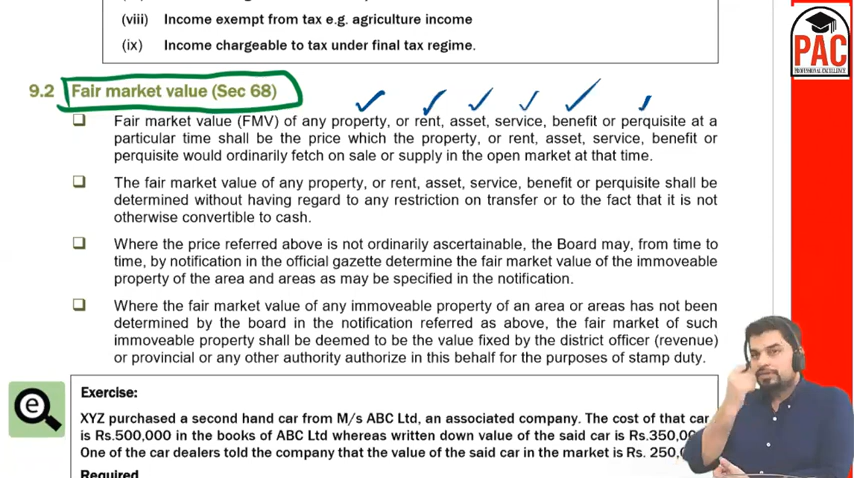 (viii) Income exempt from tax e.g. agriculture income
(ix) Income chargeable to tax under final tax regime.
PAC
PROFESSIONAL EXCELLENCE
9.2 Fair market value (Sec 68)
Fair market value (FMV) of any property, or rent, asset, service, benefit or perquisite at a
particular time shall be the price which the property, or rent, asset, service, benefit or
perquisite would ordinarily fetch on sale or supply in the open market at that time.
The fair market value of any property, or rent, asset, service, benefit or perquisite shall be
determined without having regard to any restriction on transfer or to the fact that it is not
otherwise convertible to cash.
Where the price referred above is not ordinarily ascertainable, the Board may, from time to
time, by notification in the official gazette determine the fair market value of the immoveable
property of the area and areas as may be specified in the notification.
Where the fair market value of any immoveable property of an area or areas has not been
determined by the board in the notification referred as above, the fair market of such
immoveable property shall be deemed to be the value fixed by the district officer (revenue)
or provincial or any other authority authorize in this behalf for the purposes of stamp duty.
e
Exercise:
XYZ purchased a second hand car from M/s ABC Ltd, an associated company. The cost of that car
is Rs.500,000 in the books of ABC Ltd whereas written down value of the said car is Rs.350,00
One of the car dealers told the company that the value of the said car in the market is Rs. 250,
Required